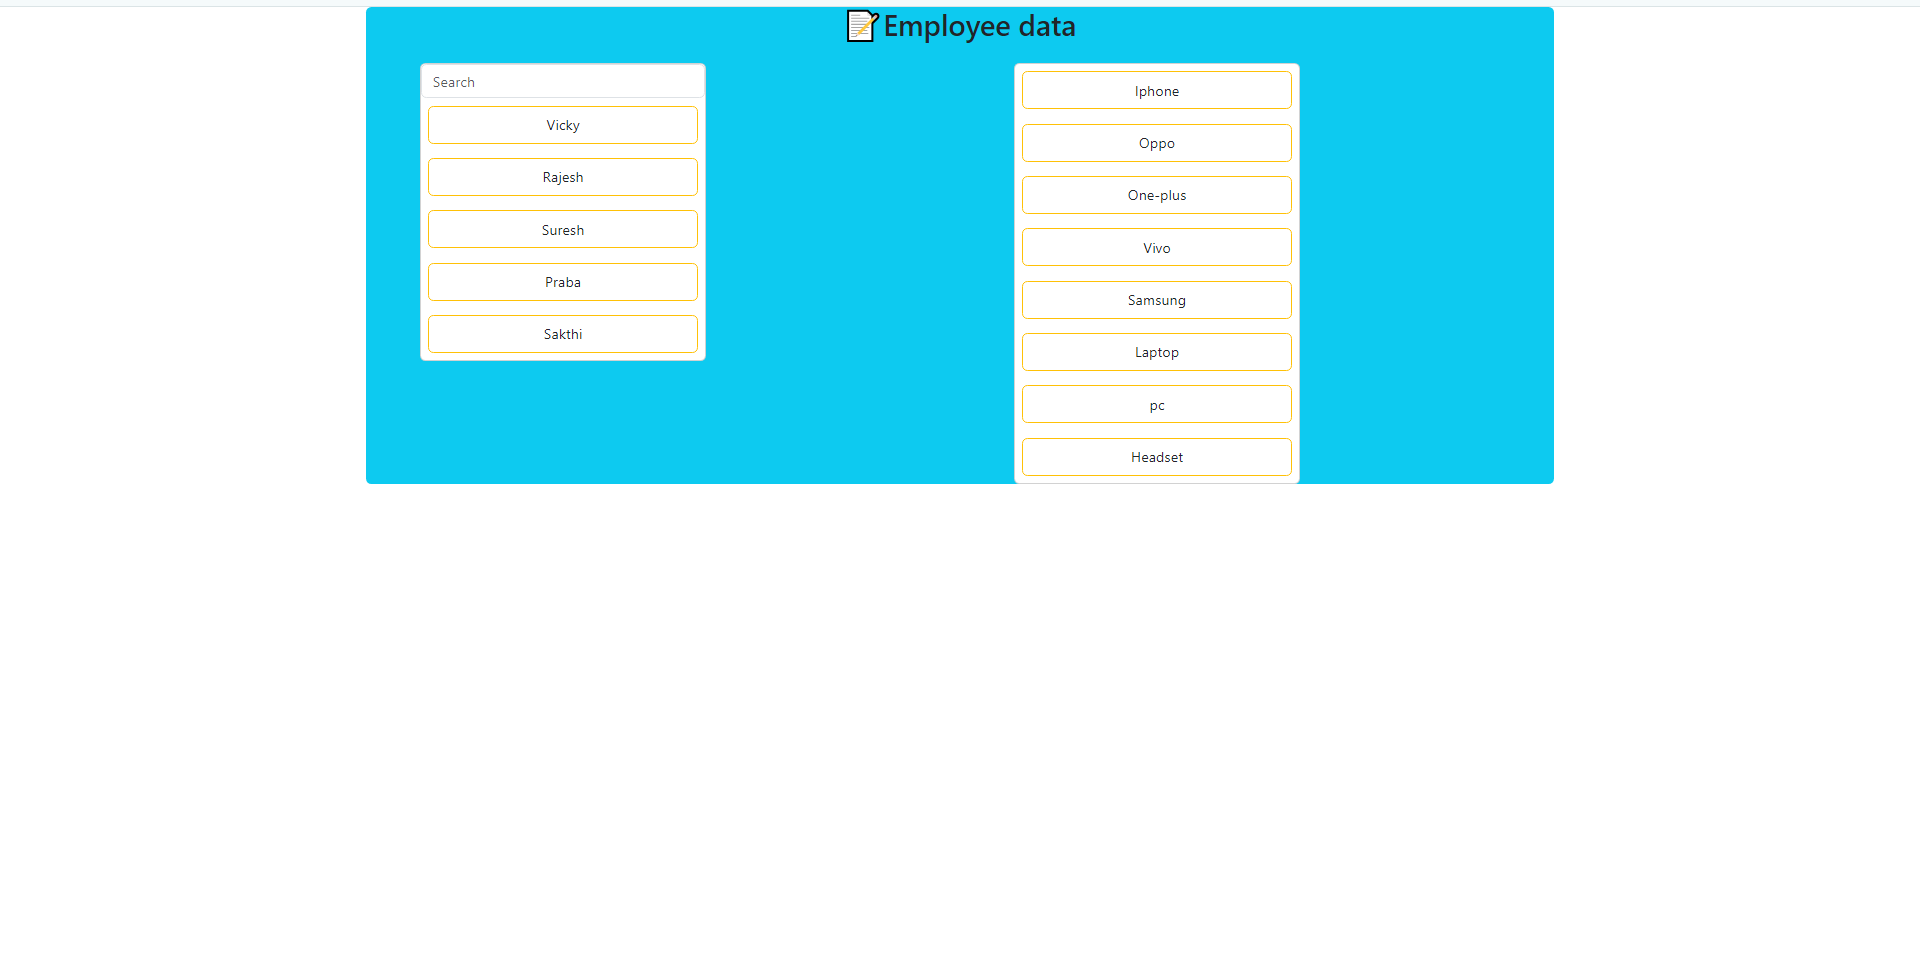 Employee data
Search
Vicky
Rajesh
Suresh
Praba
Sakthi
Iphone
Oppo
One-plus
Vivo
Samsung
Laptop
pc
Headset